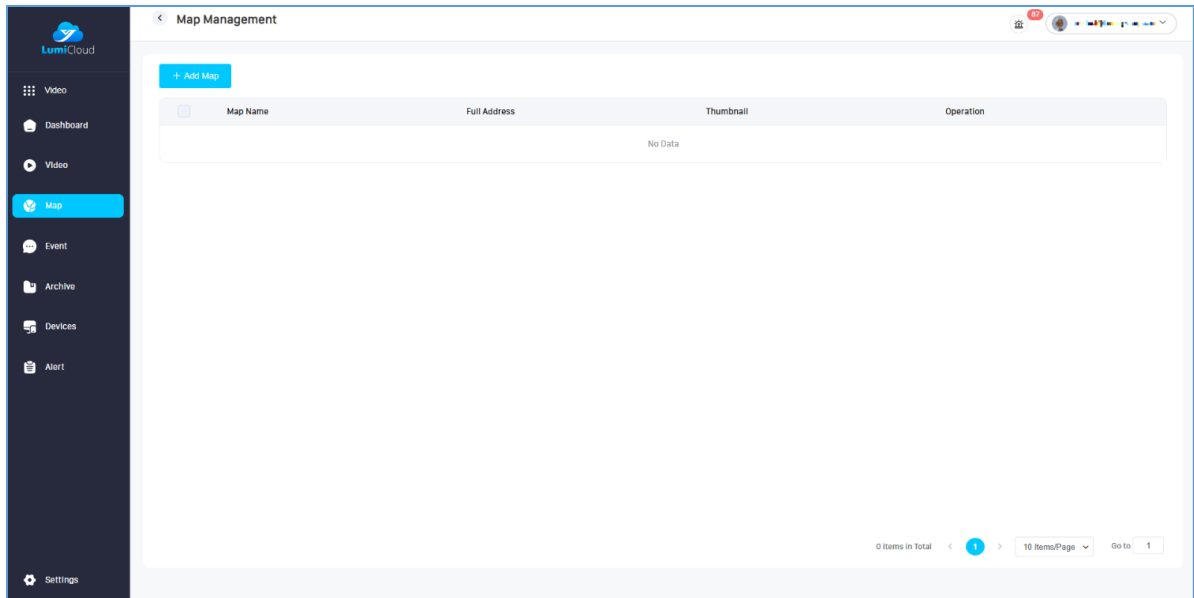 LumiCloud
Video
Dashboard
Video
Map
Event
Archive
Devices
Alert
Settings
Map Management
87
+ Add Map
Map Name Full Address Thumbnail Operation
No Data
0 items in Total < 1 > 10 Items/Page Go to 1